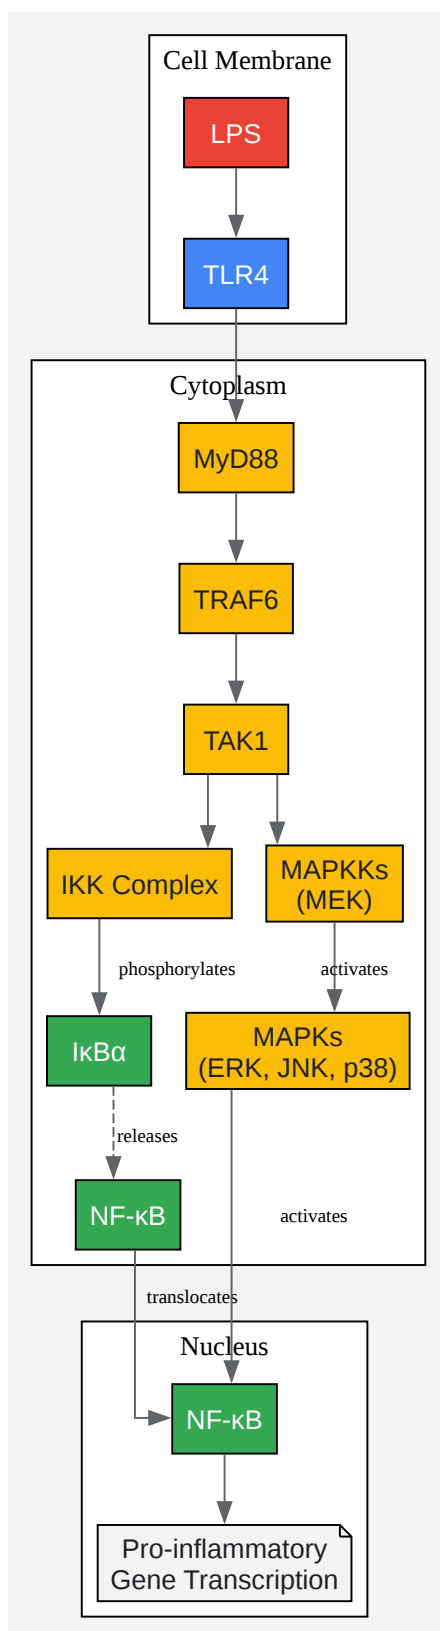 Cell Membrane
LPS
TLR4
Cytoplasm
MyD88
TRAF6
TAK1
IKK Complex
MAPKKs
(MEK)
phosphorylates
activates
IκBα
MAPKs
(ERK, JNK, p38)
releases
NF-κB
activates
translocates
Nucleus
NF-κB
Pro-inflammatory
Gene Transcription